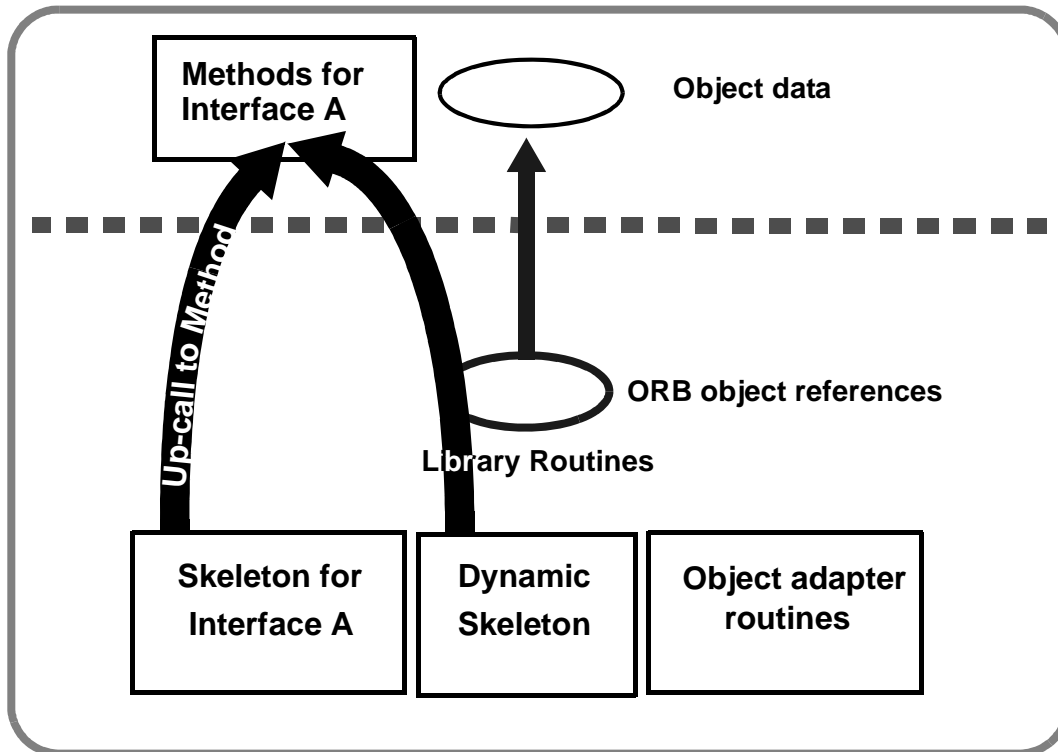 Methods for
Interface A
Object data
Up-call to Method
ORB object references
Library Routines
Skeleton for
Interface A
Dynamic
Skeleton
Object adapter
routines